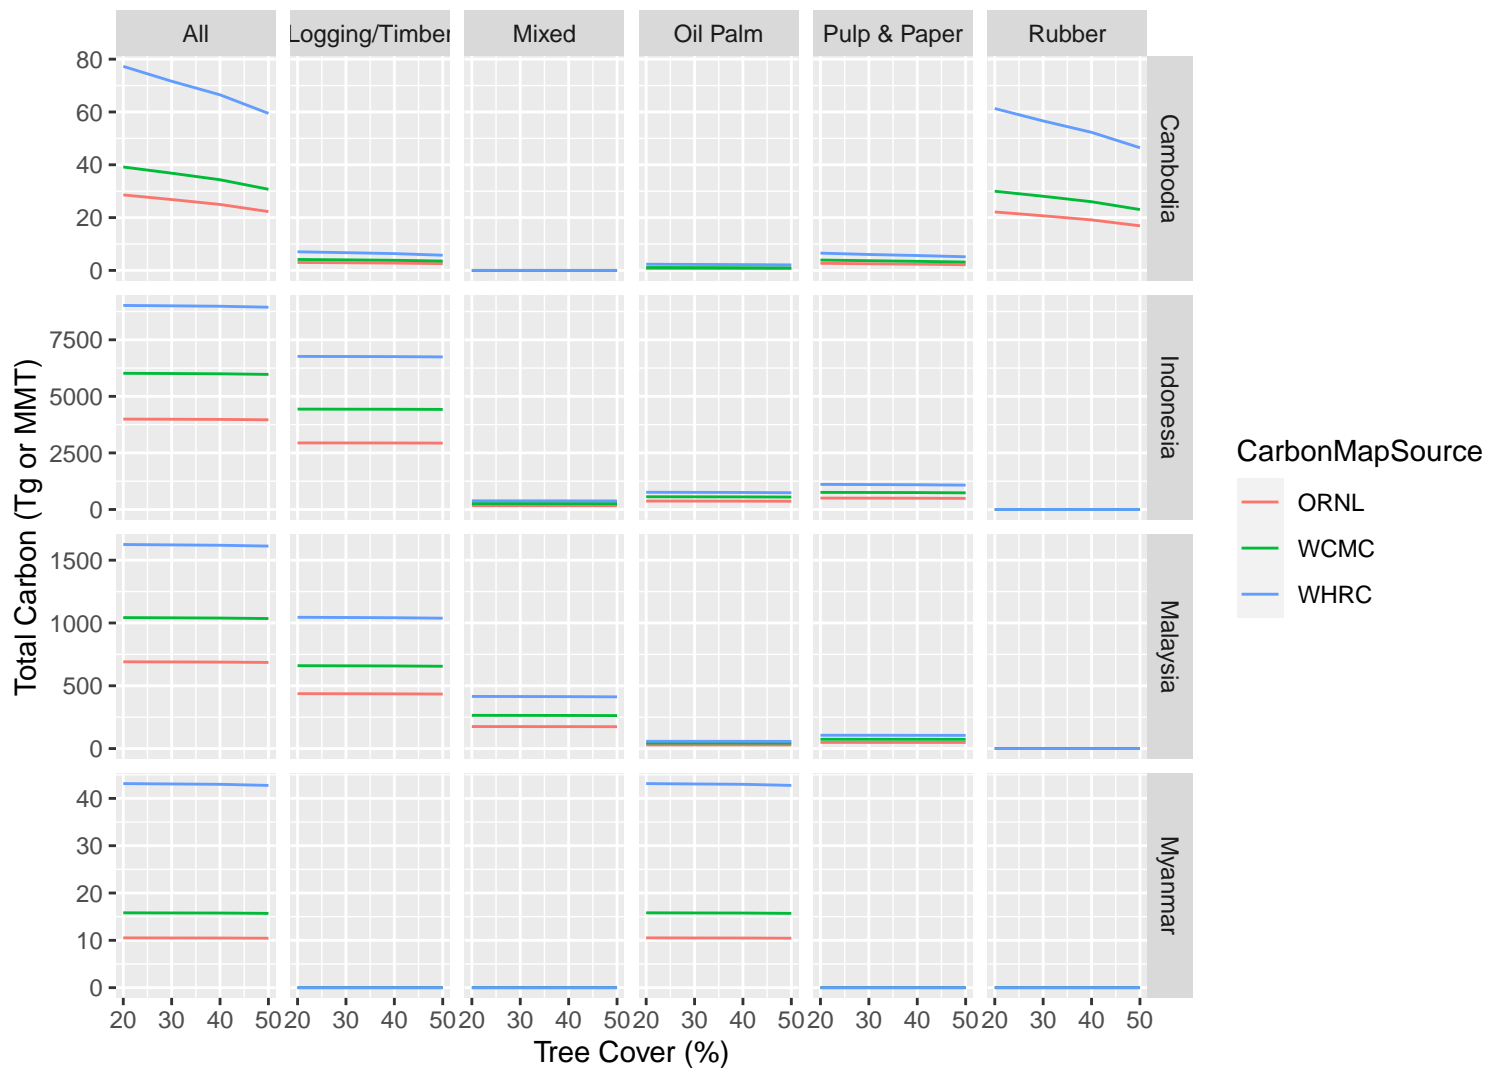 All Logging/Timber Mixed Oil Palm Pulp & Paper Rubber
80
60
40
20
0
Cambodia
7500
5000
2500
0
Indonesia
1500
1000
500
0
Malaysia
40
30
20
10
0
Myanmar
20 30 40 50 20 30 40 50 20 30 40 50 20 30 40 50 20 30 40 50 20 30 40 50
Tree Cover (%)
Total Carbon (Tg or MMT)
CarbonMapSource
ORNL
WCMC
WHRC